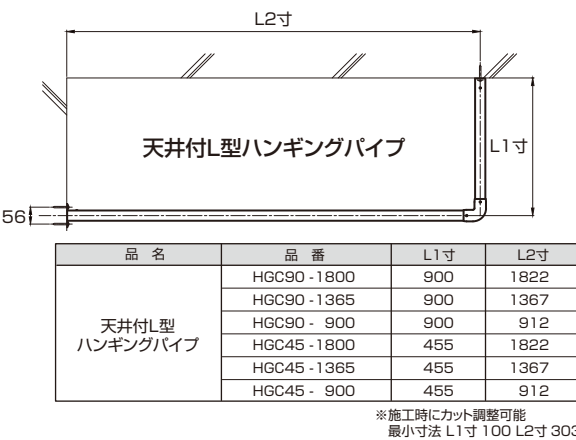 L2寸
天井付L型ハンギングパイプ
L1寸
56
品 名 品 番 L1寸 L2寸
天井付L型
ハンギングパイプ
HGC90 -1800 900 1822
HGC90 -1365 900 1367
HGC90 - 900 900 912
HGC45 -1800 455 1822
HGC45 -1365 455 1367
HGC45 - 900 455 912
※施工時にカット調整可能
最小寸法 L1寸 100 L2寸 303